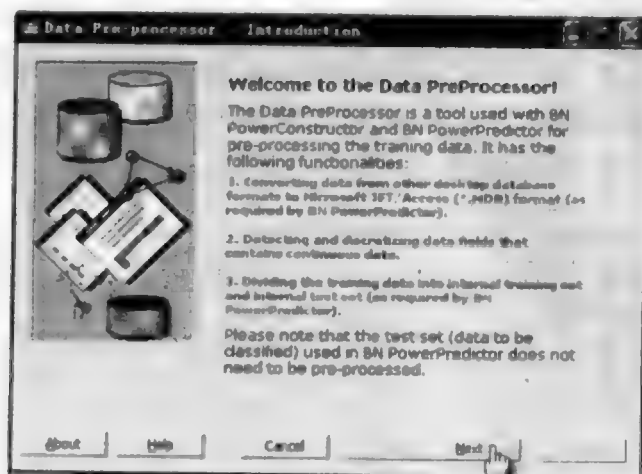 Data Pre-processor Introduction
Welcome to the Data PreProcessor!
The Data PreProcessor is a tool used with BN
PowerConstructor and BN PowerPredictor for
pre-processing the training data. It has the
following functionalities:
1. Converting data from other desktop database
formats to Microsoft JET/Access (*.MDB) format (as
required by BN PowerPredictor).
2. Detecting and discretizing data fields that
contains continuous data.
3. Dividing the training data into internal training set
and internal test set (as required by BN
PowerPredictor).
Please note that the test set (data to be
classified) used in BN PowerPredictor does not
need to be pre-processed.
About Help Cancel Next